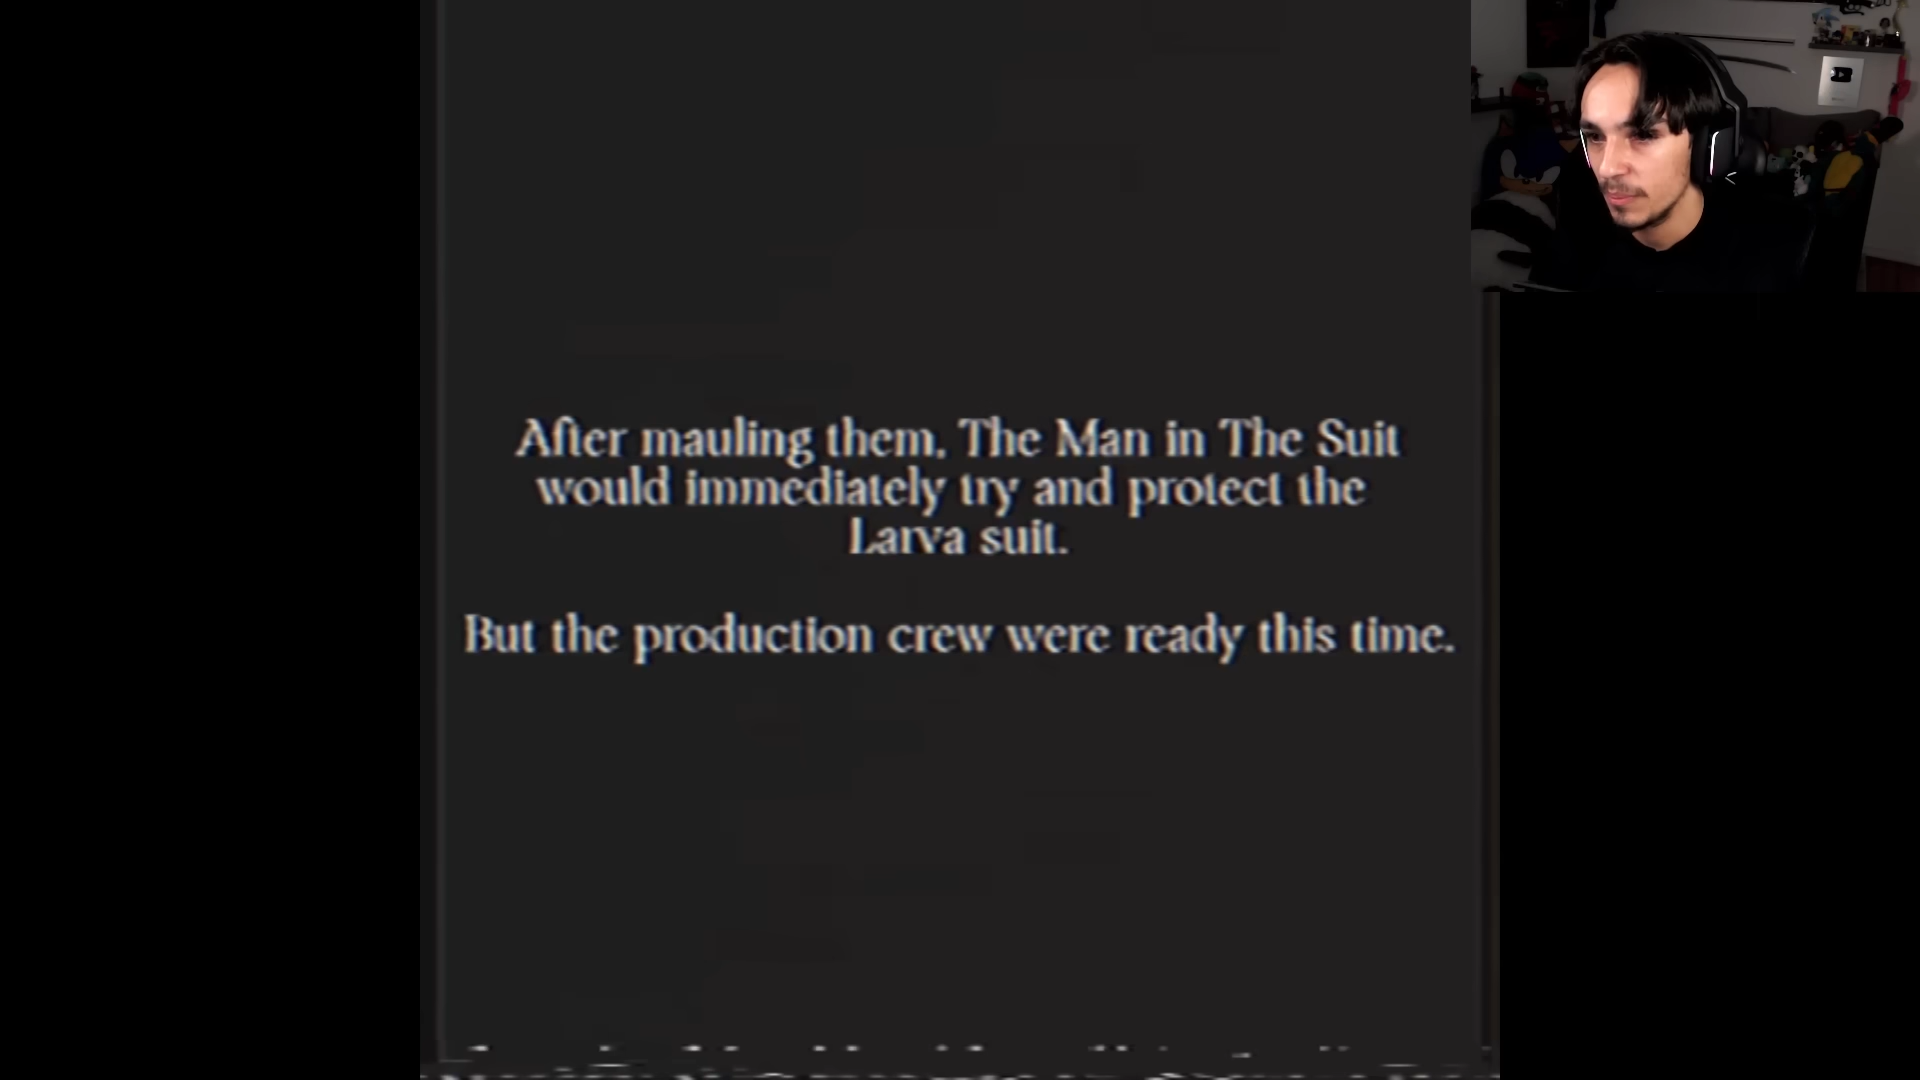 After mauling them, The Man in The Suit
would immediately try and protect the
Larva suit.
But the production crew were ready this time.